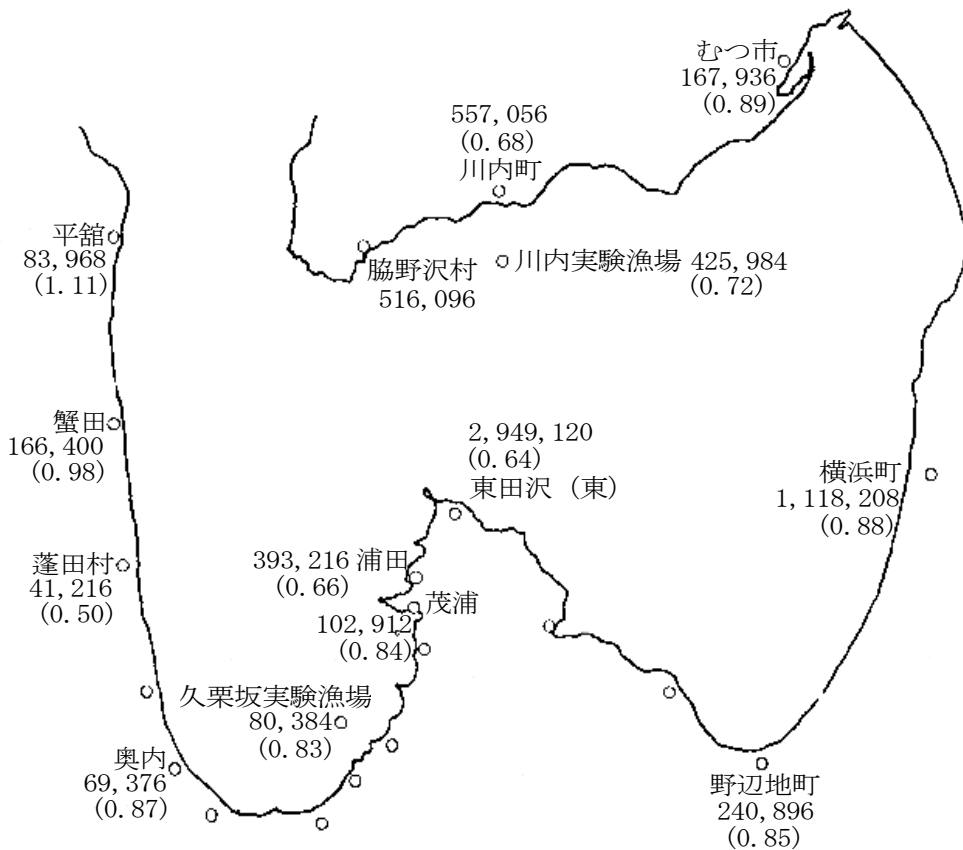 むつ市
167,936
(0.89)
557,056
(0.68)
川内町
平舘
83,968
(1.11)
脇野沢村
516,096
川内実験漁場 425,984
(0.72)
蟹田
166,400
(0.98)
2,949,120
(0.64)
東田沢（東）
横浜町
1,118,208
(0.88)
蓬田村
41,216
(0.50)
393,216 浦田
(0.66)
茂浦
102,912
(0.84)
久栗坂実験漁場
80,384
(0.83)
奥内
69,376
(0.87)
野辺地町
240,896
(0.85)